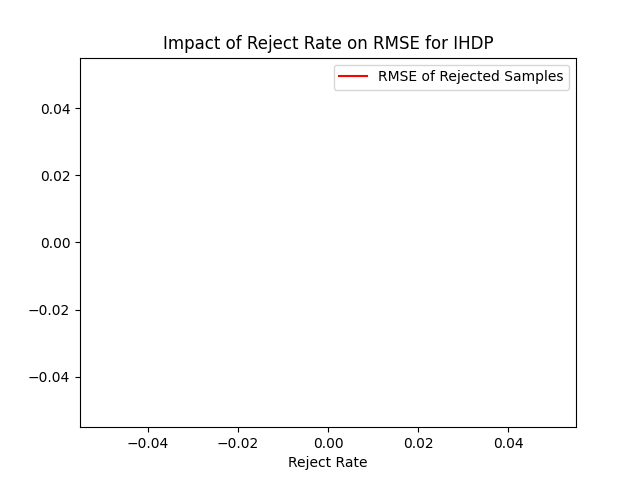 Impact of Reject Rate on RMSE for IHDP
RMSE of Rejected Samples
0.04
0.02
0.00
−0.02
−0.04
−0.04 −0.02 0.00 0.02 0.04
Reject Rate